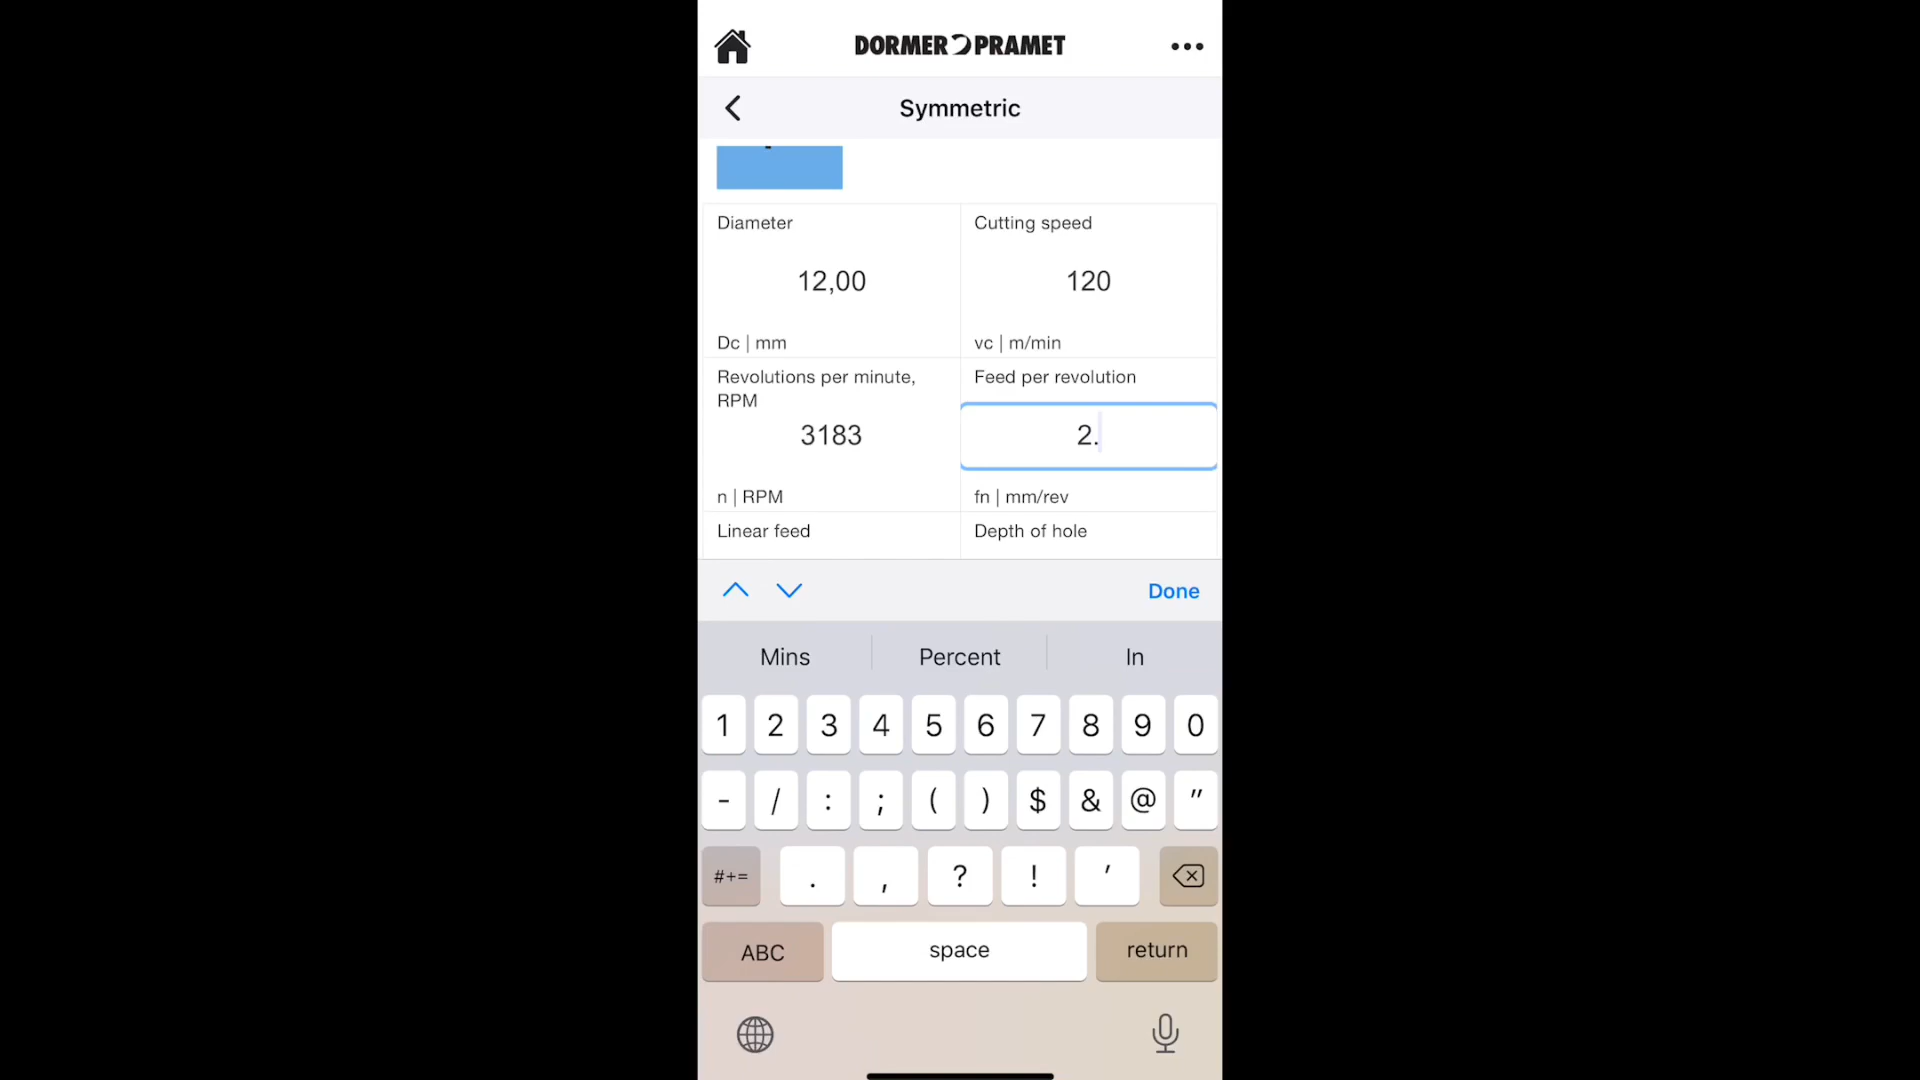 DORMER PRAMET
Symmetric
Diameter
12,00
Dc | mm
Cutting speed
120
vc | m/min
Revolutions per minute,
RPM
3183
n | RPM
Feed per revolution
2.
fn | mm/rev
Linear feed
Depth of hole
Done
Mins Percent In
1 2 3 4 5 6 7 8 9 0
- / : ; ( ) $ & @ "
#+= . , ? ! '
ABC space return